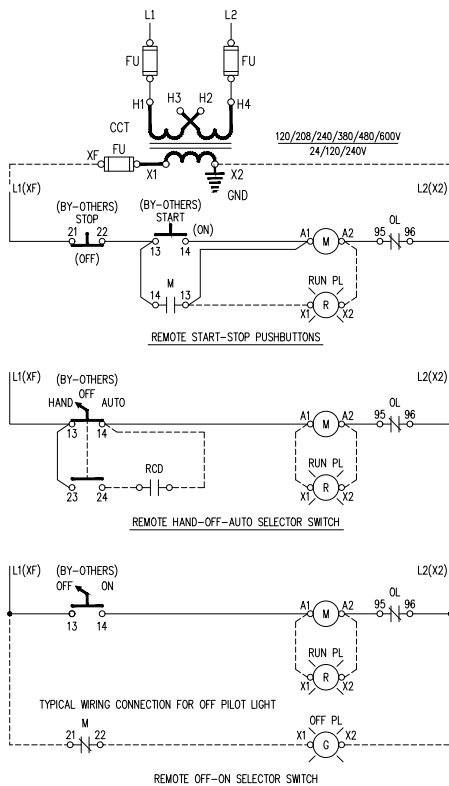 L1 L2
FU FU
H1 H3 H2 H4
CCT
120/208/240/380/480/600V
24/120/240V
XF FU X1 X2
GND
L1(XF) L2(X2)
(BY-OTHERS) (BY-OTHERS)
STOP START
21 22 (ON) A1 M A2 OL 95 96
(OFF) 13 14
M
14 13 RUN PL
X1 R X2
REMOTE START-STOP PUSHBUTTONS
L1(XF) L2(X2)
(BY-OTHERS)
OFF
HAND AUTO
13 14 A1 M A2 OL 95 96
RCD RUN PL
23 24 X1 R X2
REMOTE HAND-OFF-AUTO SELECTOR SWITCH
L1(XF) L2(X2)
(BY-OTHERS)
OFF ON
13 14 A1 M A2 OL 95 96
RUN PL
X1 R X2
TYPICAL WIRING CONNECTION FOR OFF PILOT LIGHT
M OFF PL
21 22 X1 G X2
REMOTE OFF-ON SELECTOR SWITCH